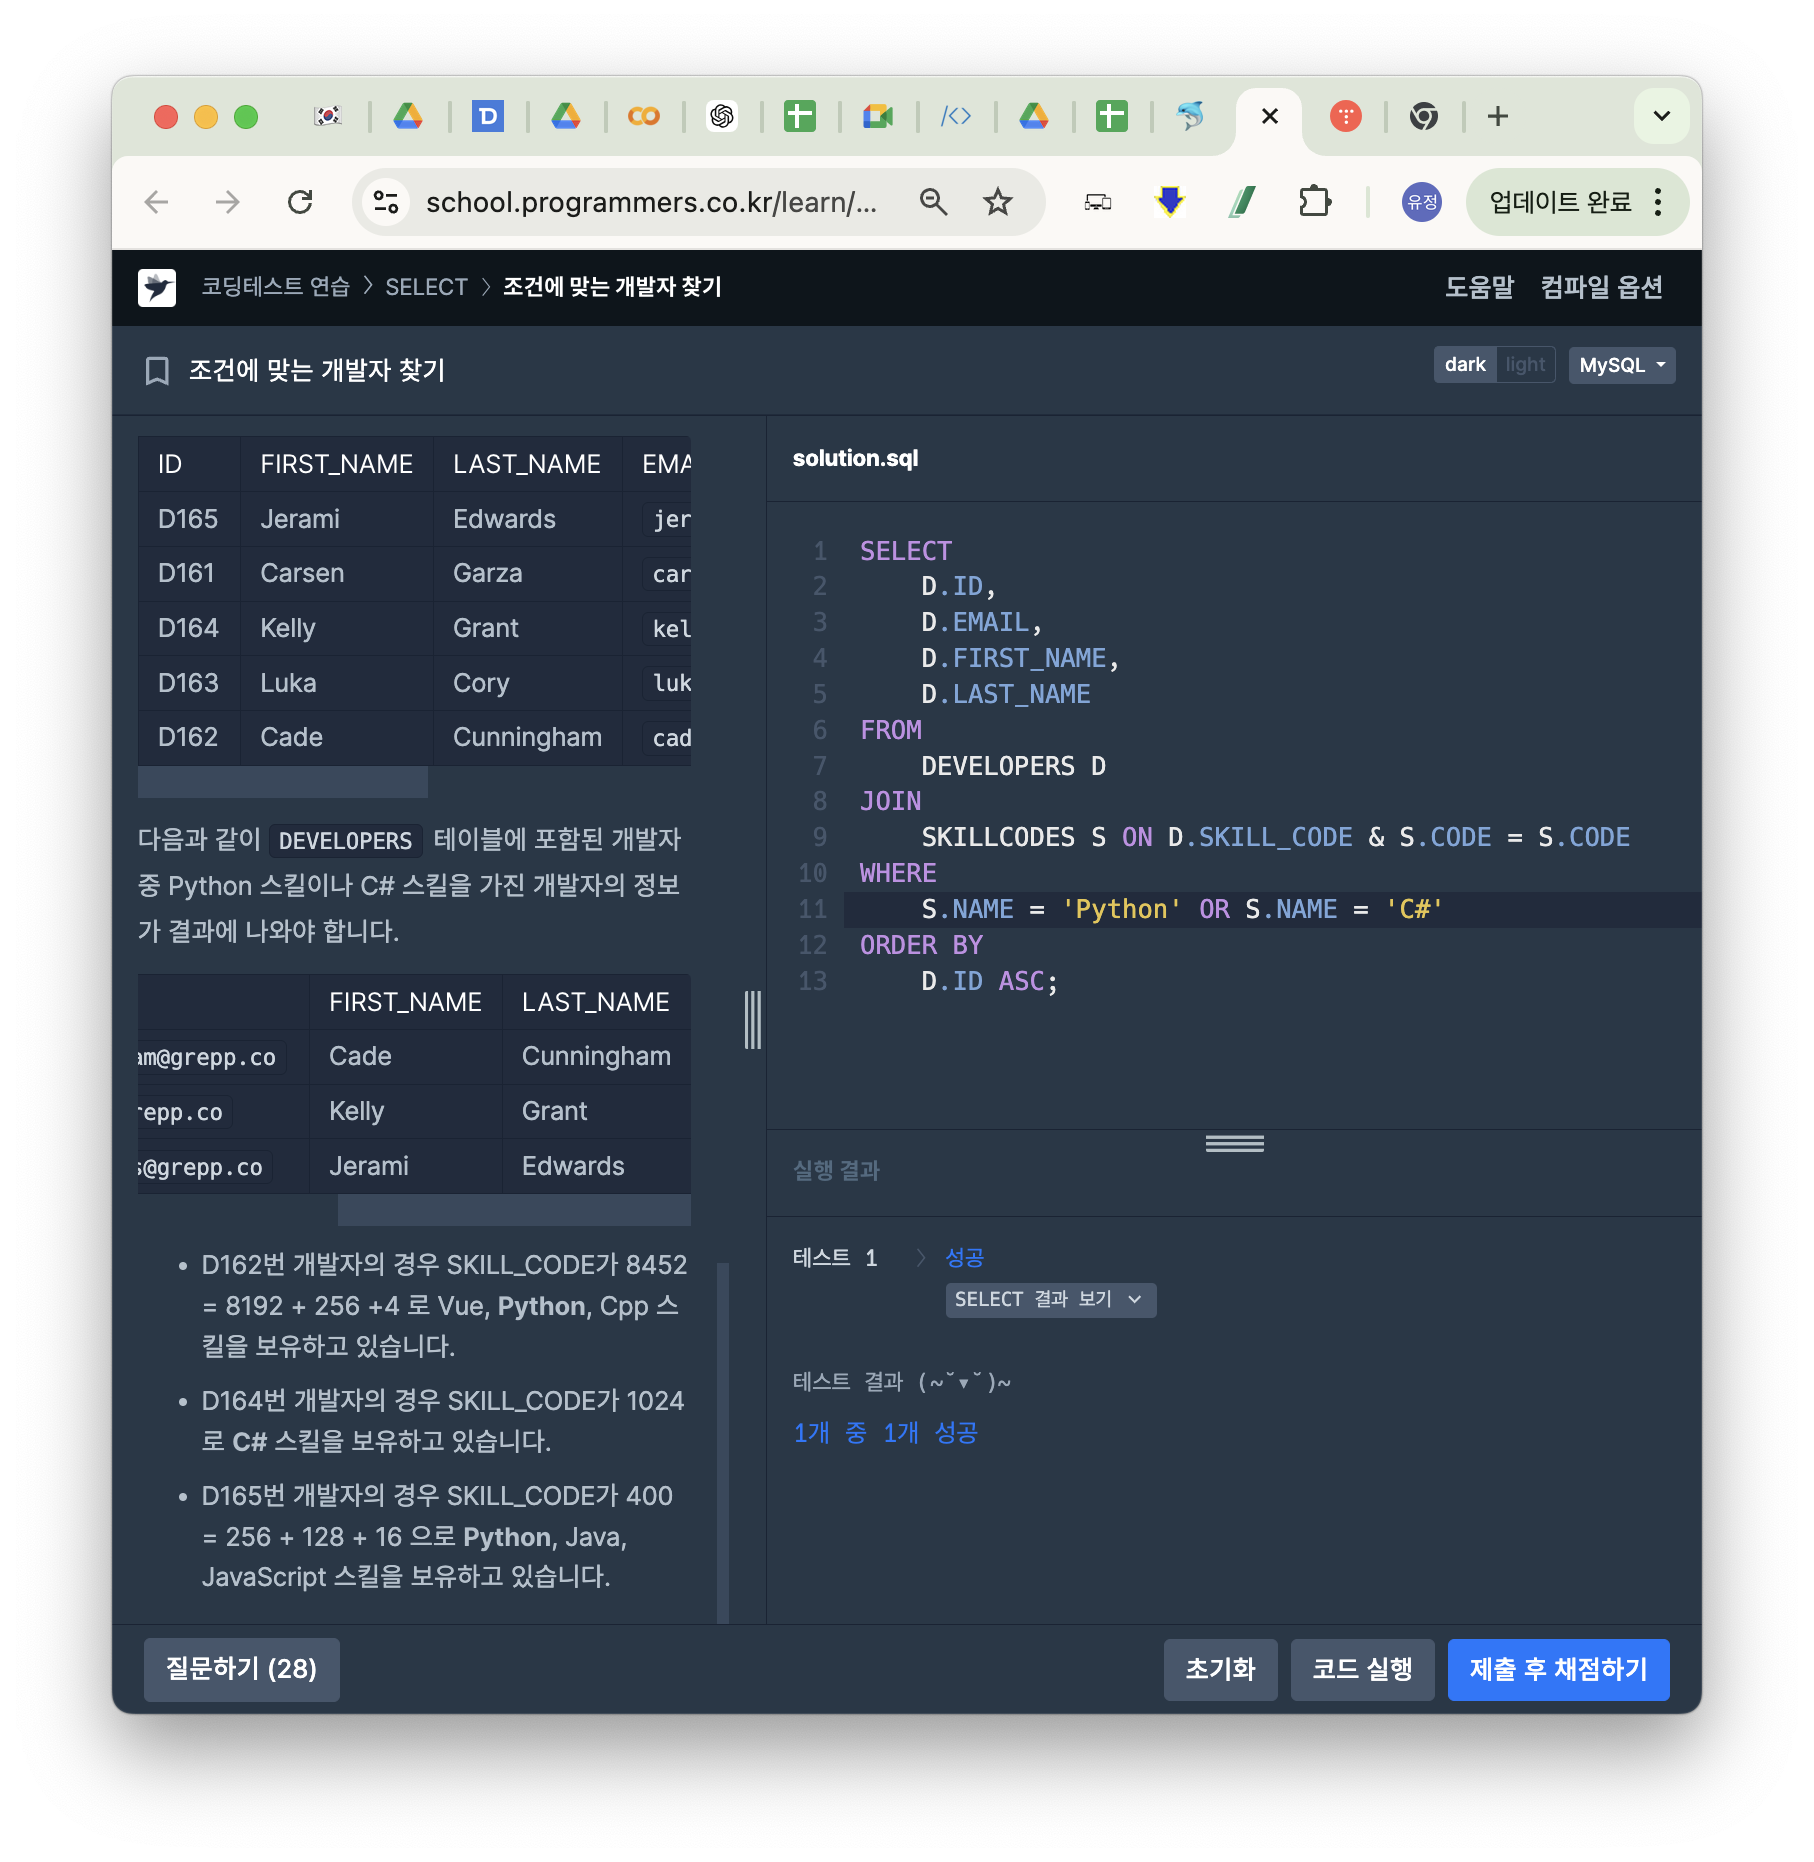 school.programmers.co.kr/learn/...
유정
업데이트 완료
코딩테스트 연습 > SELECT > 조건에 맞는 개발자 찾기
도움말 컴파일 옵션
조건에 맞는 개발자 찾기
dark light MySQL
ID FIRST_NAME LAST_NAME EMA
D165 Jerami Edwards jer
D161 Carsen Garza car
D164 Kelly Grant kel
D163 Luka Cory luk
D162 Cade Cunningham cad
다음과 같이 DEVELOPERS 테이블에 포함된 개발자
중 Python 스킬이나 C# 스킬을 가진 개발자의 정보
가 결과에 나와야 합니다.
FIRST_NAME LAST_NAME
am@grepp.co Cade Cunningham
repp.co Kelly Grant
s@grepp.co Jerami Edwards
• D162번 개발자의 경우 SKILL_CODE가 8452
= 8192 + 256 +4 로 Vue, Python, Cpp 스
킬을 보유하고 있습니다.
• D164번 개발자의 경우 SKILL_CODE가 1024
로 C# 스킬을 보유하고 있습니다.
• D165번 개발자의 경우 SKILL_CODE가 400
= 256 + 128 + 16 으로 Python, Java,
JavaScript 스킬을 보유하고 있습니다.
solution.sql
1 SELECT
2 D.ID,
3 D.EMAIL,
4 D.FIRST_NAME,
5 D.LAST_NAME
6 FROM
7 DEVELOPERS D
8 JOIN
9 SKILLCODES S ON D.SKILL_CODE & S.CODE = S.CODE
10 WHERE
11 S.NAME = 'Python' OR S.NAME = 'C#'
12 ORDER BY
13 D.ID ASC;
실행 결과
테스트 1 > 성공
SELECT 결과 보기
테스트 결과 (~˘▾˘)~
1개 중 1개 성공
질문하기 (28)
초기화 코드 실행 제출 후 채점하기